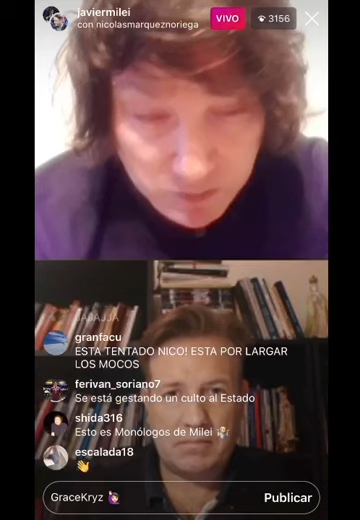 javiermilei
con nicolasmarqueznoriega
VIVO
3156
JAJAJJA
granfacu
ESTA TENTADO NICO! ESTA POR LARGAR
LOS MOCOS
ferivan_soriano7
Se está gestando un culto al Estado
shida316
Esto es Monólogos de Milei
escalada18
GraceKryz
Publicar